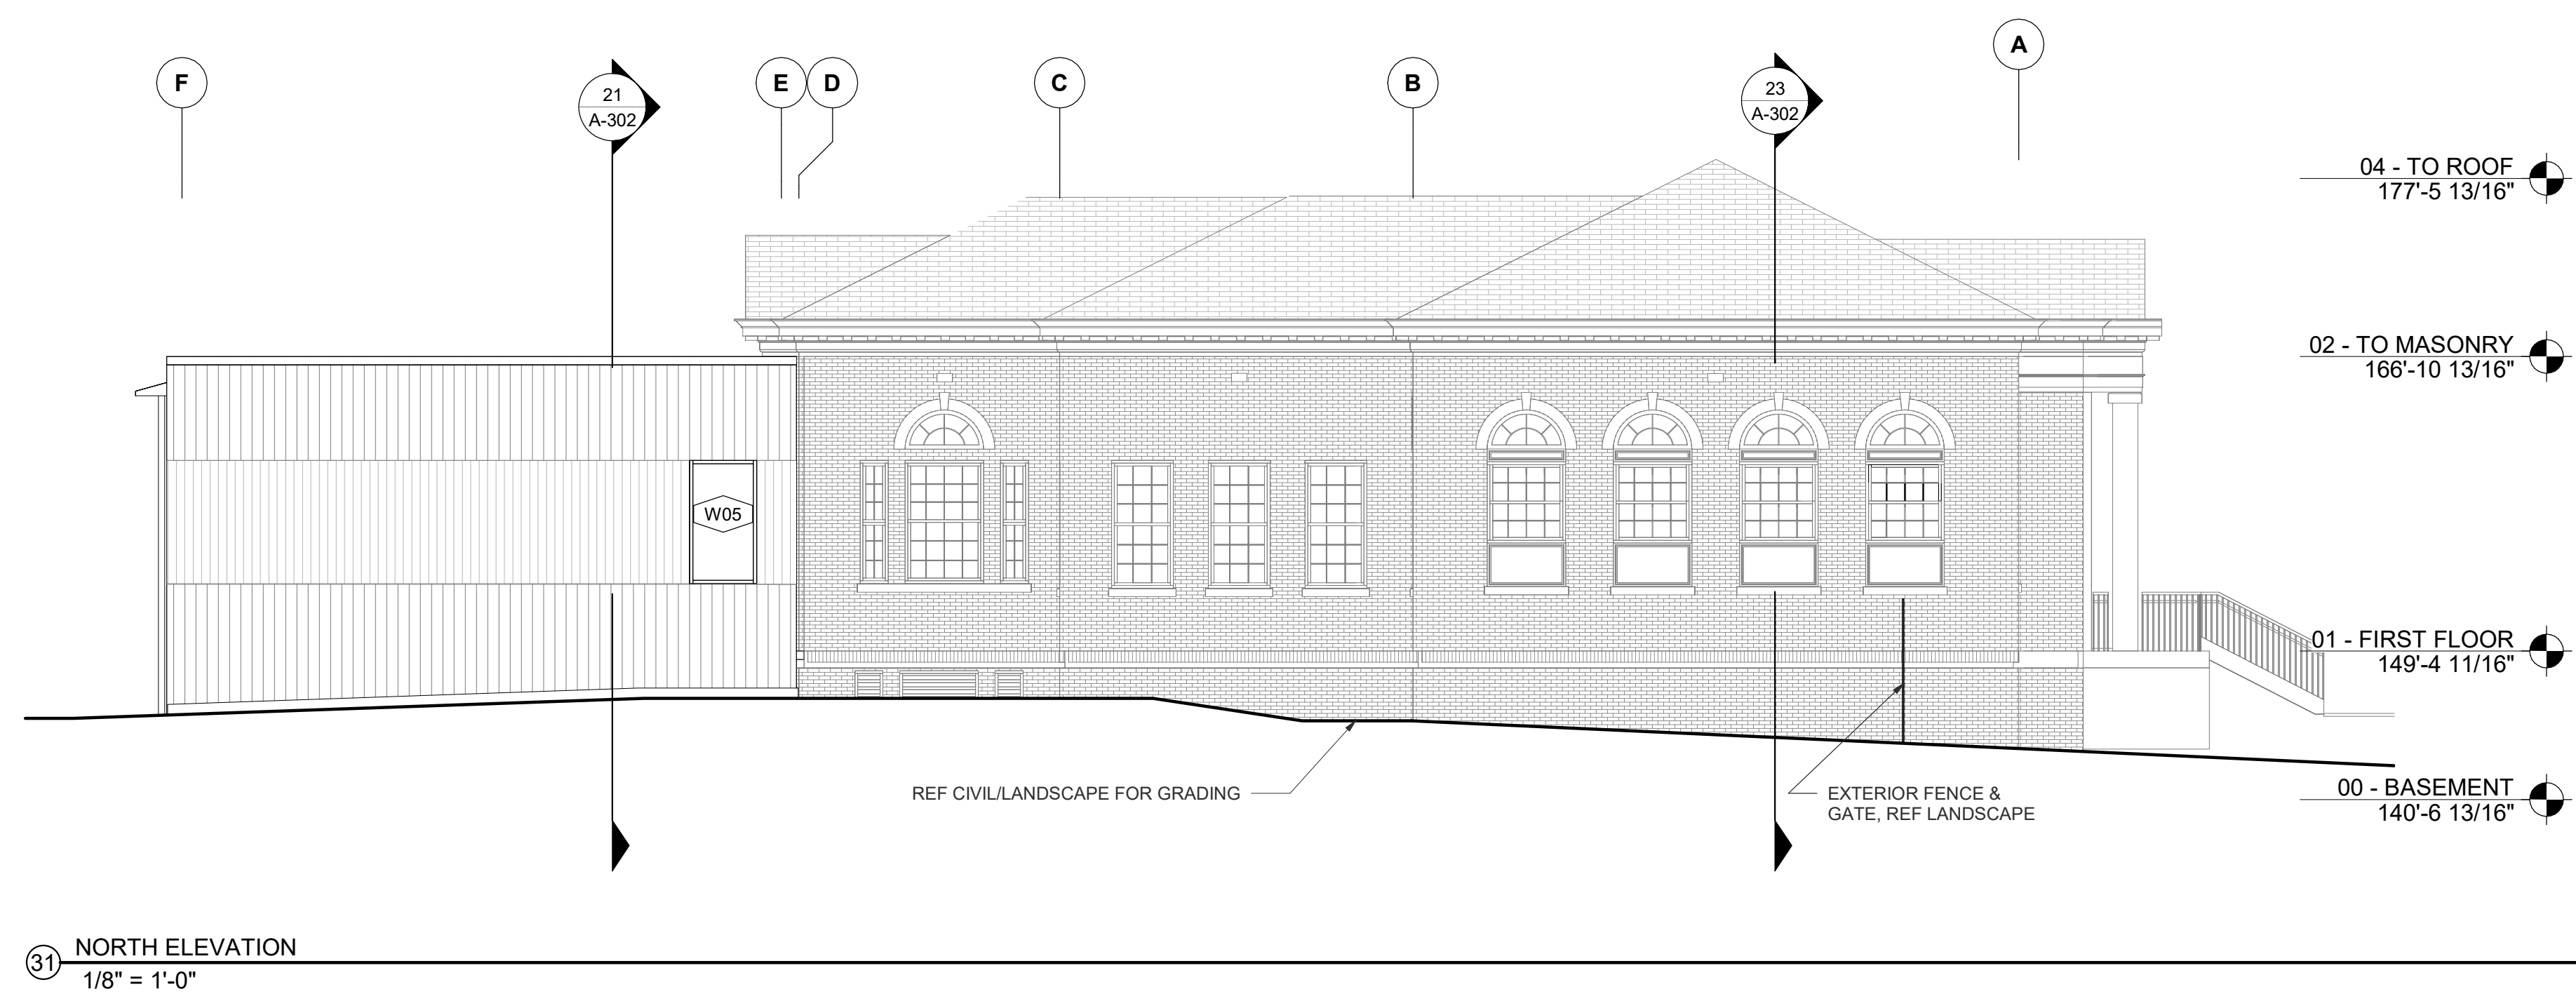 A
F
E
D
C
B
21
A-302
23
A-302
04 - TO ROOF
177'-5 13/16"
02 - TO MASONRY
166'-10 13/16"
W05
01 - FIRST FLOOR
149'-4 11/16"
REF CIVIL/LANDSCAPE FOR GRADING
EXTERIOR FENCE &
GATE, REF LANDSCAPE
00 - BASEMENT
140'-6 13/16"
31
NORTH ELEVATION
1/8" = 1'-0"